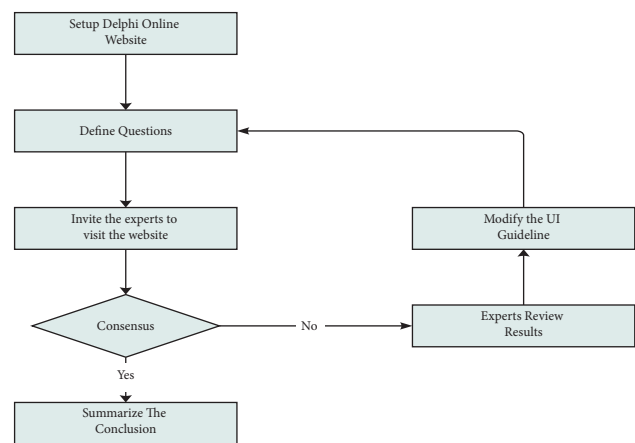 Setup Delphi Online
Website
Define Questions
Invite the experts to
visit the website
Modify the UI
Guideline
Consensus
No
Experts Review
Results
Yes
Summarize The
Conclusion